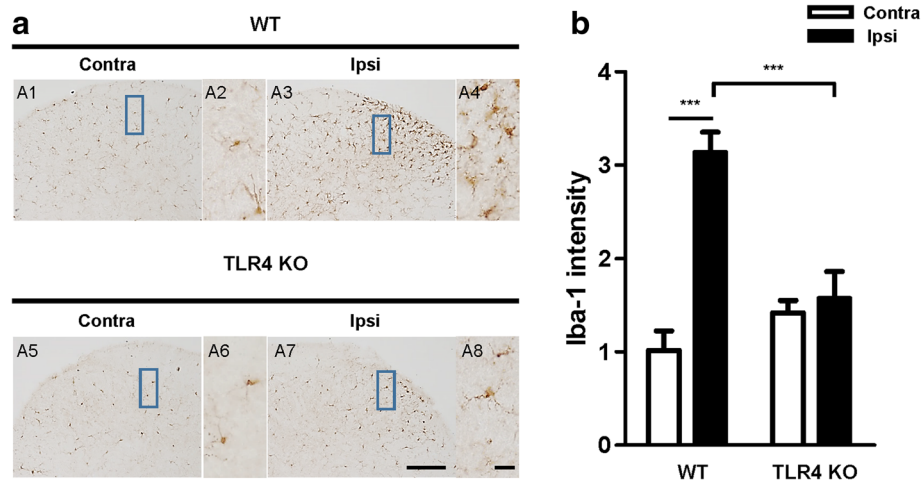 a
WT
Contra Ipsi
A1 A2 A3 A4
TLR4 KO
Contra Ipsi
A5 A6 A7 A8
b
Contra
Ipsi
***
***
4
3
2
1
0
Iba-1 intensity
WT TLR4 KO